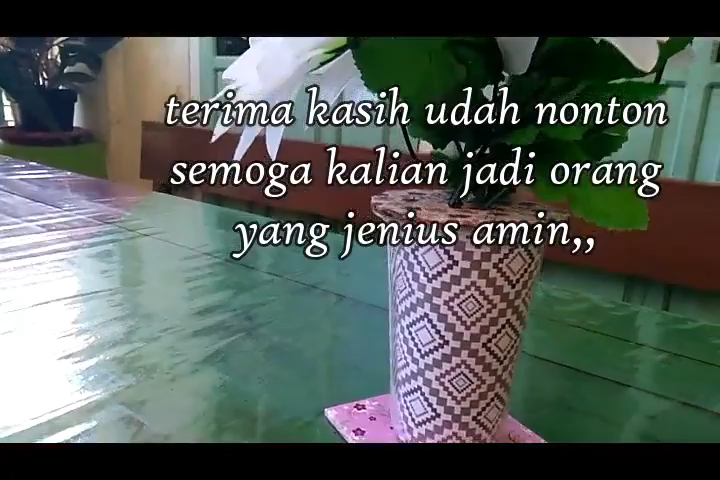 terima kasih udah nonton
semoga kalian jadi orang
yang jenius amin,,